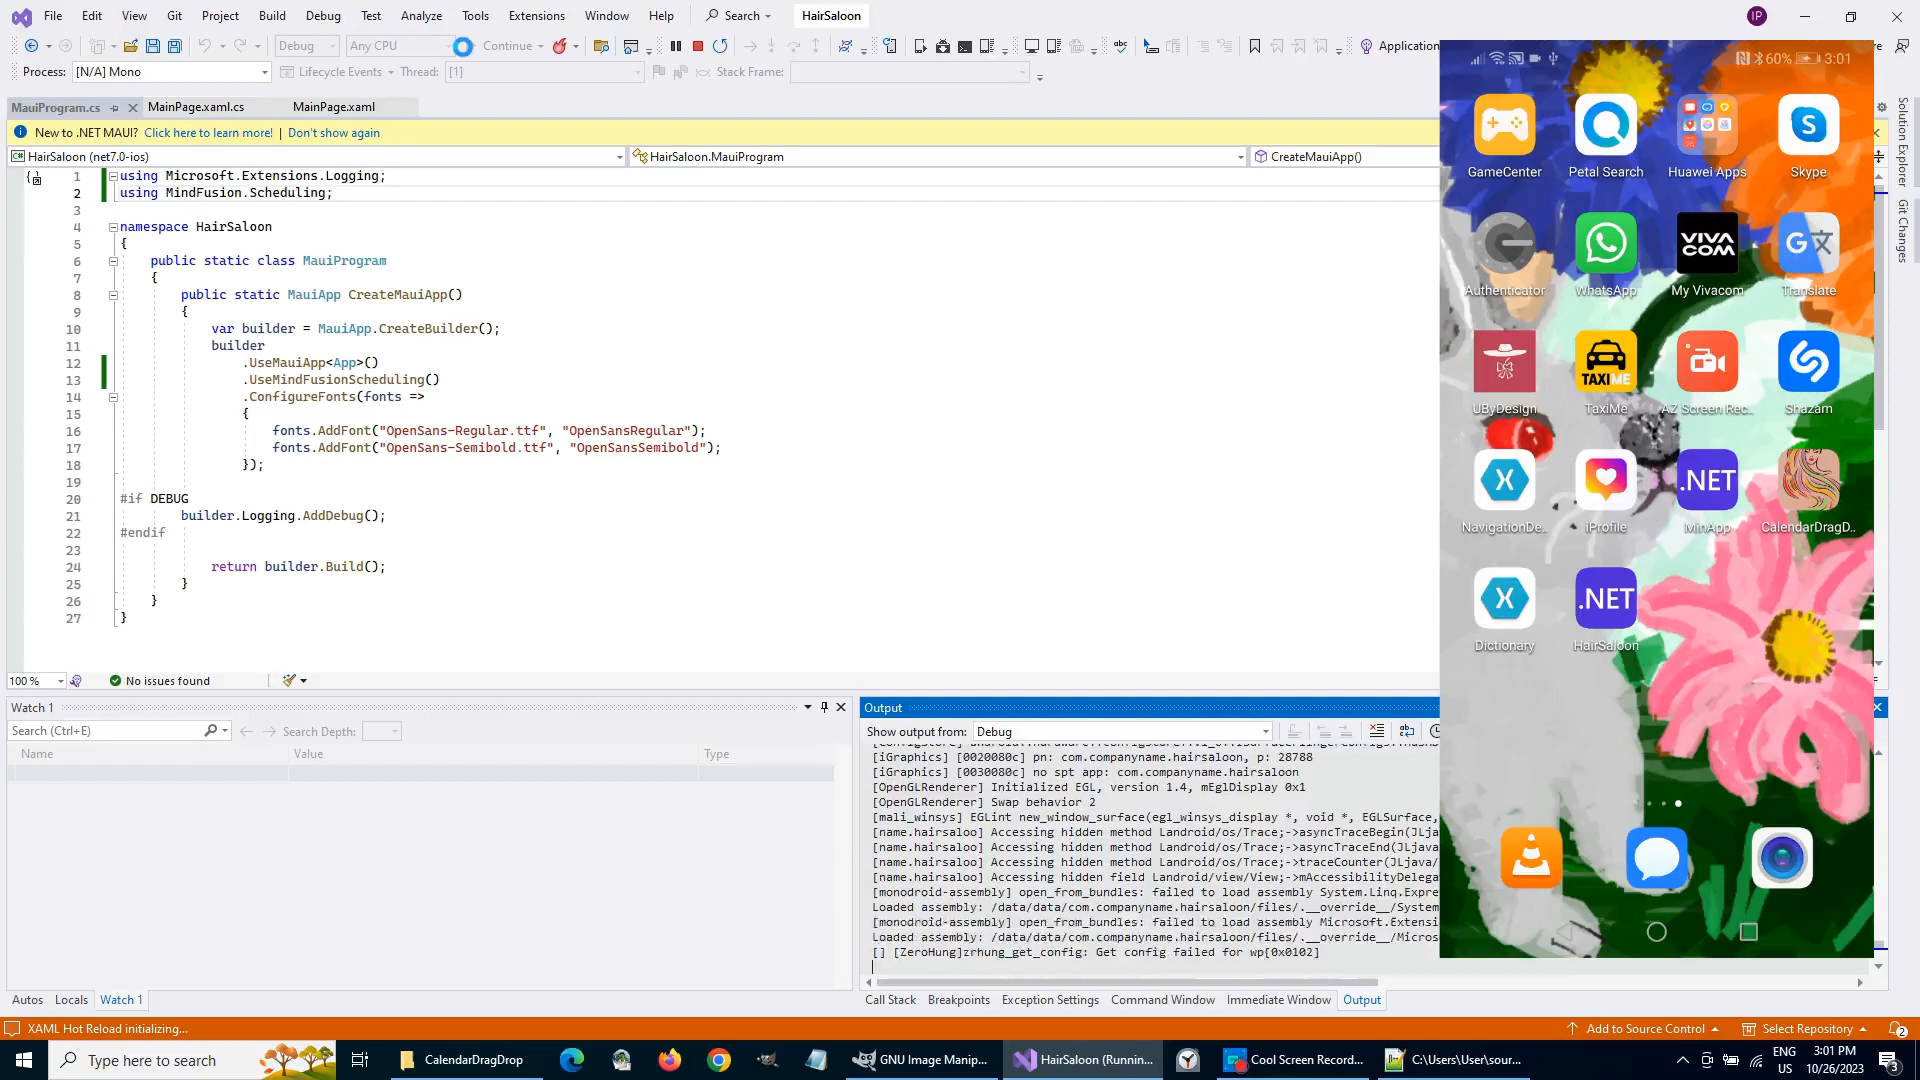 File Edit View Git Project Build Debug Test Analyze Tools Extensions Window Help Search HairSaloon IP
Debug Any CPU Continue Application
Process: [N/A] Mono Lifecycle Events Thread: [1] Stack Frame:
MauiProgram.cs MainPage.xaml.cs MainPage.xaml
New to .NET MAUI? Click here to learn more! | Don't show again
HairSaloon (net7.0-ios) HairSaloon.MauiProgram CreateMauiApp()
1 using Microsoft.Extensions.Logging;
2 using MindFusion.Scheduling;
3
4 namespace HairSaloon
5 {
6 public static class MauiProgram
7 {
8 public static MauiApp CreateMauiApp()
9 {
10 var builder = MauiApp.CreateBuilder();
11 builder
12 .UseMauiApp<App>()
13 .UseMindFusionScheduling()
14 .ConfigureFonts(fonts =>
15 {
16 fonts.AddFont("OpenSans-Regular.ttf", "OpenSansRegular");
17 fonts.AddFont("OpenSans-Semibold.ttf", "OpenSansSemibold");
18 });
19
20 #if DEBUG
21 builder.Logging.AddDebug();
22 #endif
23
24 return builder.Build();
25 }
26 }
27 }
100 % No issues found
Watch 1
Search (Ctrl+E) Search Depth:
Name Value Type
Autos Locals Watch 1
Output
Show output from: Debug
[iGraphics] [0020080c] pn: com.companyname.hairsaloon, p: 28788
[iGraphics] [0030080c] no spt app: com.companyname.hairsaloon
[OpenGLRenderer] Initialized EGL, version 1.4, mEglDisplay 0x1
[OpenGLRenderer] Swap behavior 2
[mali_winsys] EGLint new_window_surface(egl_winsys_display *, void *, EGLSurface,
[name.hairsaloo] Accessing hidden method Landroid/os/Trace;->asyncTraceBegin(JLja
[name.hairsaloo] Accessing hidden method Landroid/os/Trace;->asyncTraceEnd(JLjava
[name.hairsaloo] Accessing hidden method Landroid/os/Trace;->traceCounter(JLjava/
[name.hairsaloo] Accessing hidden field Landroid/view/View;->mAccessibilityDelega
[monodroid-assembly] open_from_bundles: failed to load assembly System.Linq.Expre
Loaded assembly: /data/data/com.companyname.hairsaloon/files/.__override__/System
[monodroid-assembly] open_from_bundles: failed to load assembly Microsoft.Extensi
Loaded assembly: /data/data/com.companyname.hairsaloon/files/.__override__/Micros
[] [ZeroHung]zrhung_get_config: Get config failed for wp[0x0102]
Call Stack Breakpoints Exception Settings Command Window Immediate Window Output
60% 3:01
GameCenter Petal Search Huawei Apps Skype
VIVA
COM
Authenticator WhatsApp My Vivacom Translate
TAXIME
UByDesign TaxiMe AZ Screen Rec.. Shazam
.NET
NavigationDe.. iProfile MinApp CalendarDragD..
.NET
Dictionary HairSaloon
Solution Explorer
Git Changes
XAML Hot Reload initializing... Add to Source Control Select Repository 2
Type here to search CalendarDragDrop GNU Image Manip... HairSaloon (Runnin... Cool Screen Record... C:\Users\User\sour... ENG
US
3:01 PM
10/26/2023
3